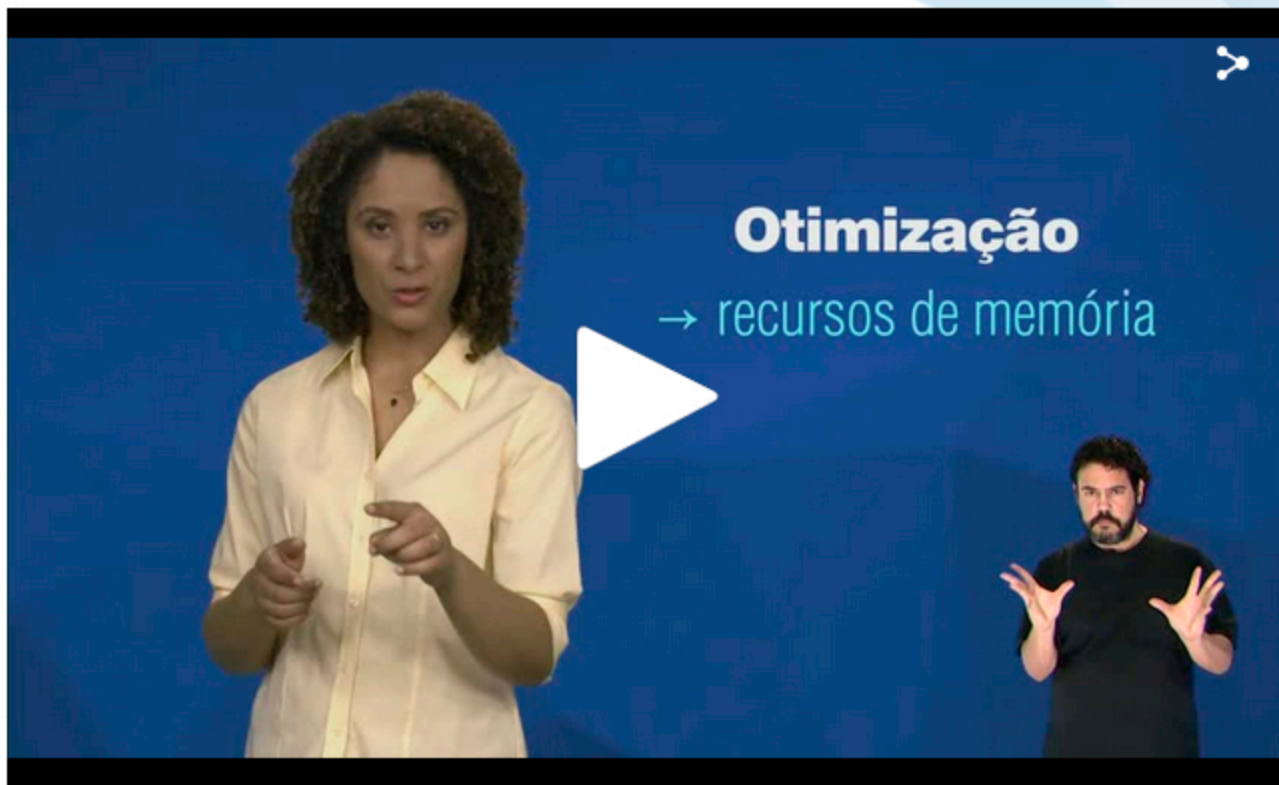 Otimização
→ recursos de memória